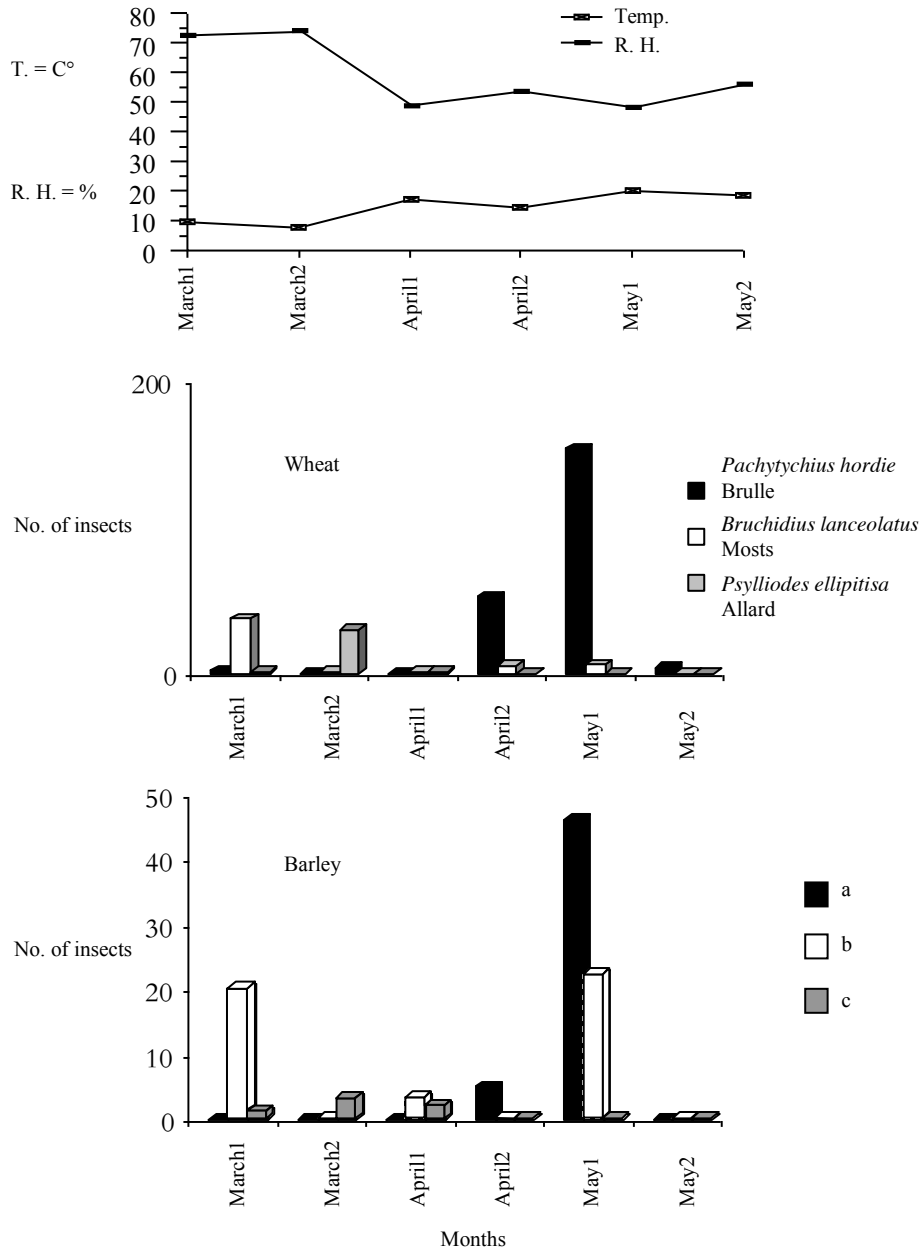 80
70
60
50
40
30
20
10
0
T. = C°
R. H. = %
Temp.
R. H.
March1
March2
April1
April2
May1
May2
200
0
Wheat
No. of insects
Pachytychius hordie
Brulle
Bruchidius lanceolatus
Mosts
Psylliodes ellipitisa
Allard
March1
March2
April1
April2
May1
May2
50
40
30
20
10
0
Barley
No. of insects
a
b
c
March1
March2
April1
April2
May1
May2
Months